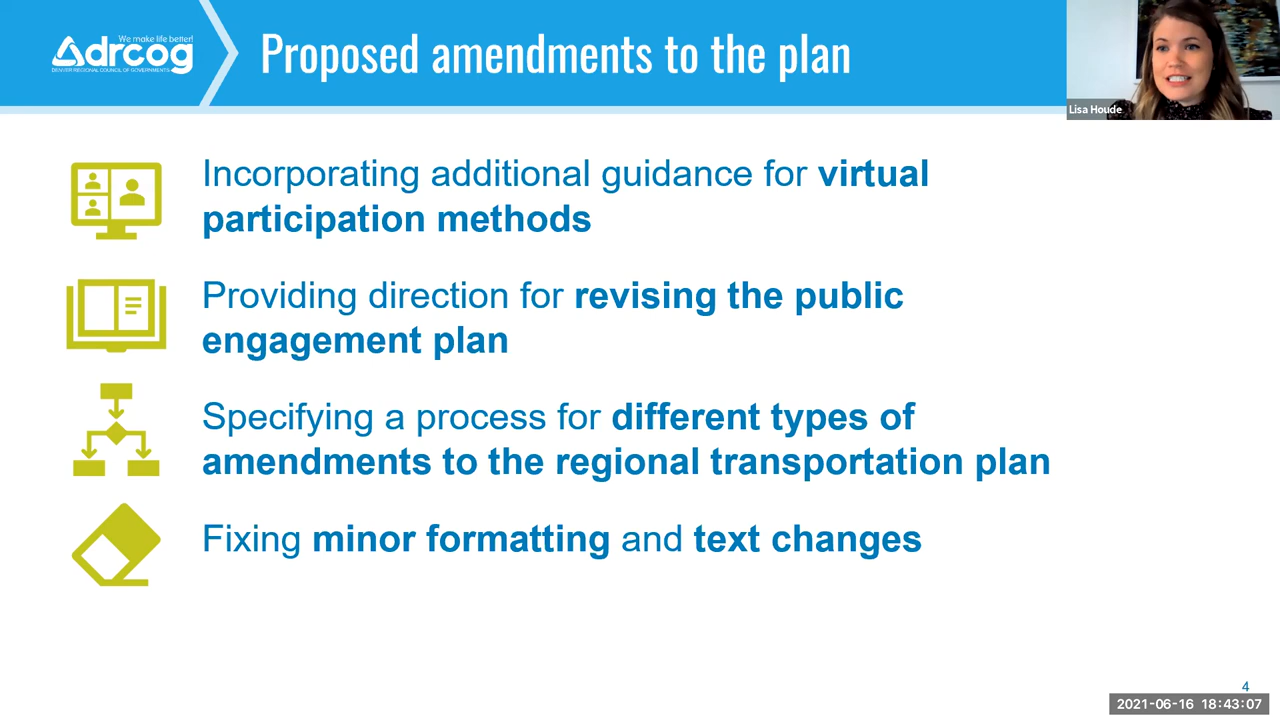 We make life better!
drcog
DENVER REGIONAL COUNCIL OF GOVERNMENTS
Proposed amendments to the plan
Lisa Houde
Incorporating additional guidance for virtual
participation methods
Providing direction for revising the public
engagement plan
Specifying a process for different types of
amendments to the regional transportation plan
Fixing minor formatting and text changes
4
2021-06-16 18:43:07